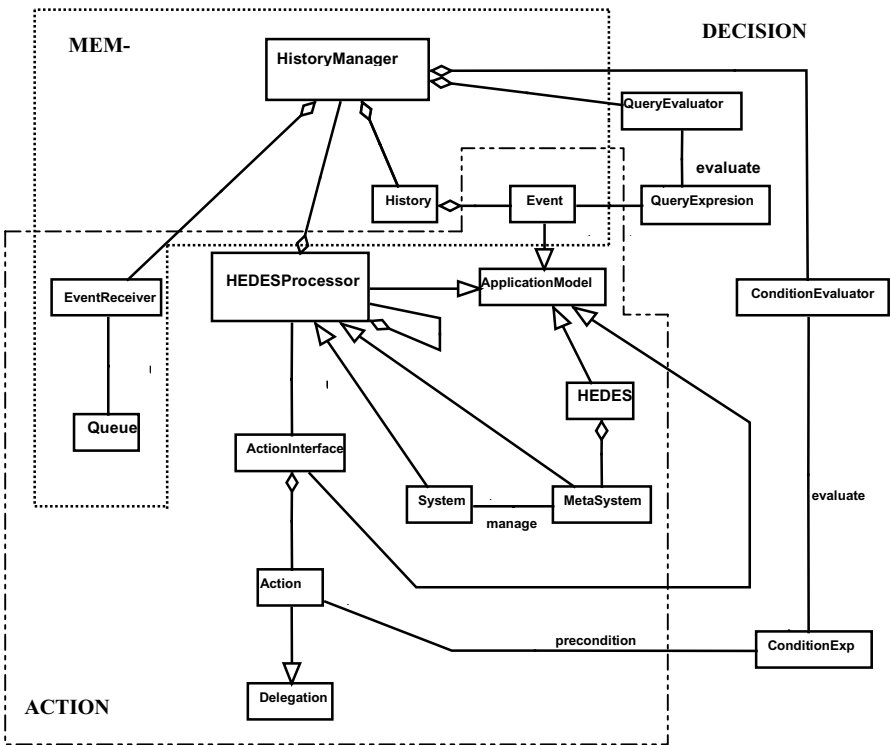 MEM-
DECISION
HistoryManager
QueryEvaluator
evaluate
History
Event
QueryExpresion
HEDESProcessor
ApplicationModel
EventReceiver
ConditionEvaluator
HEDES
Queue
ActionInterface
System
MetaSystem
manage
evaluate
Action
precondition
ConditionExp
Delegation
ACTION